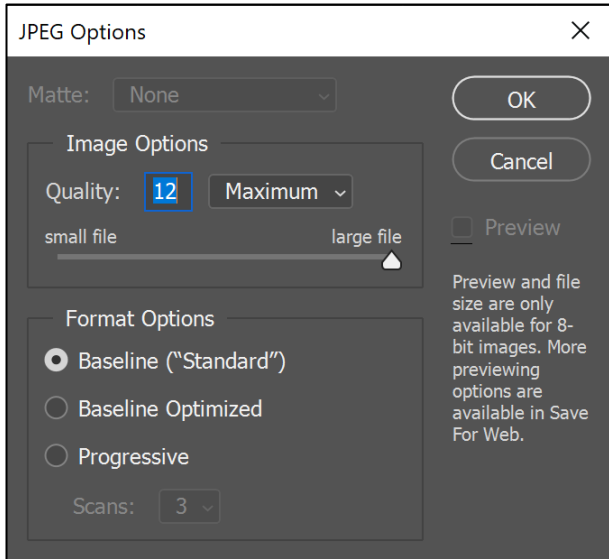 JPEG Options
Matte: None
OK
Image Options
Cancel
Quality: 12 Maximum
small file large file
Preview
Preview and file
size are only
available for 8-
bit images. More
previewing
options are
available in Save
For Web.
Format Options
Baseline (“Standard”)
Baseline Optimized
Progressive
Scans: 3